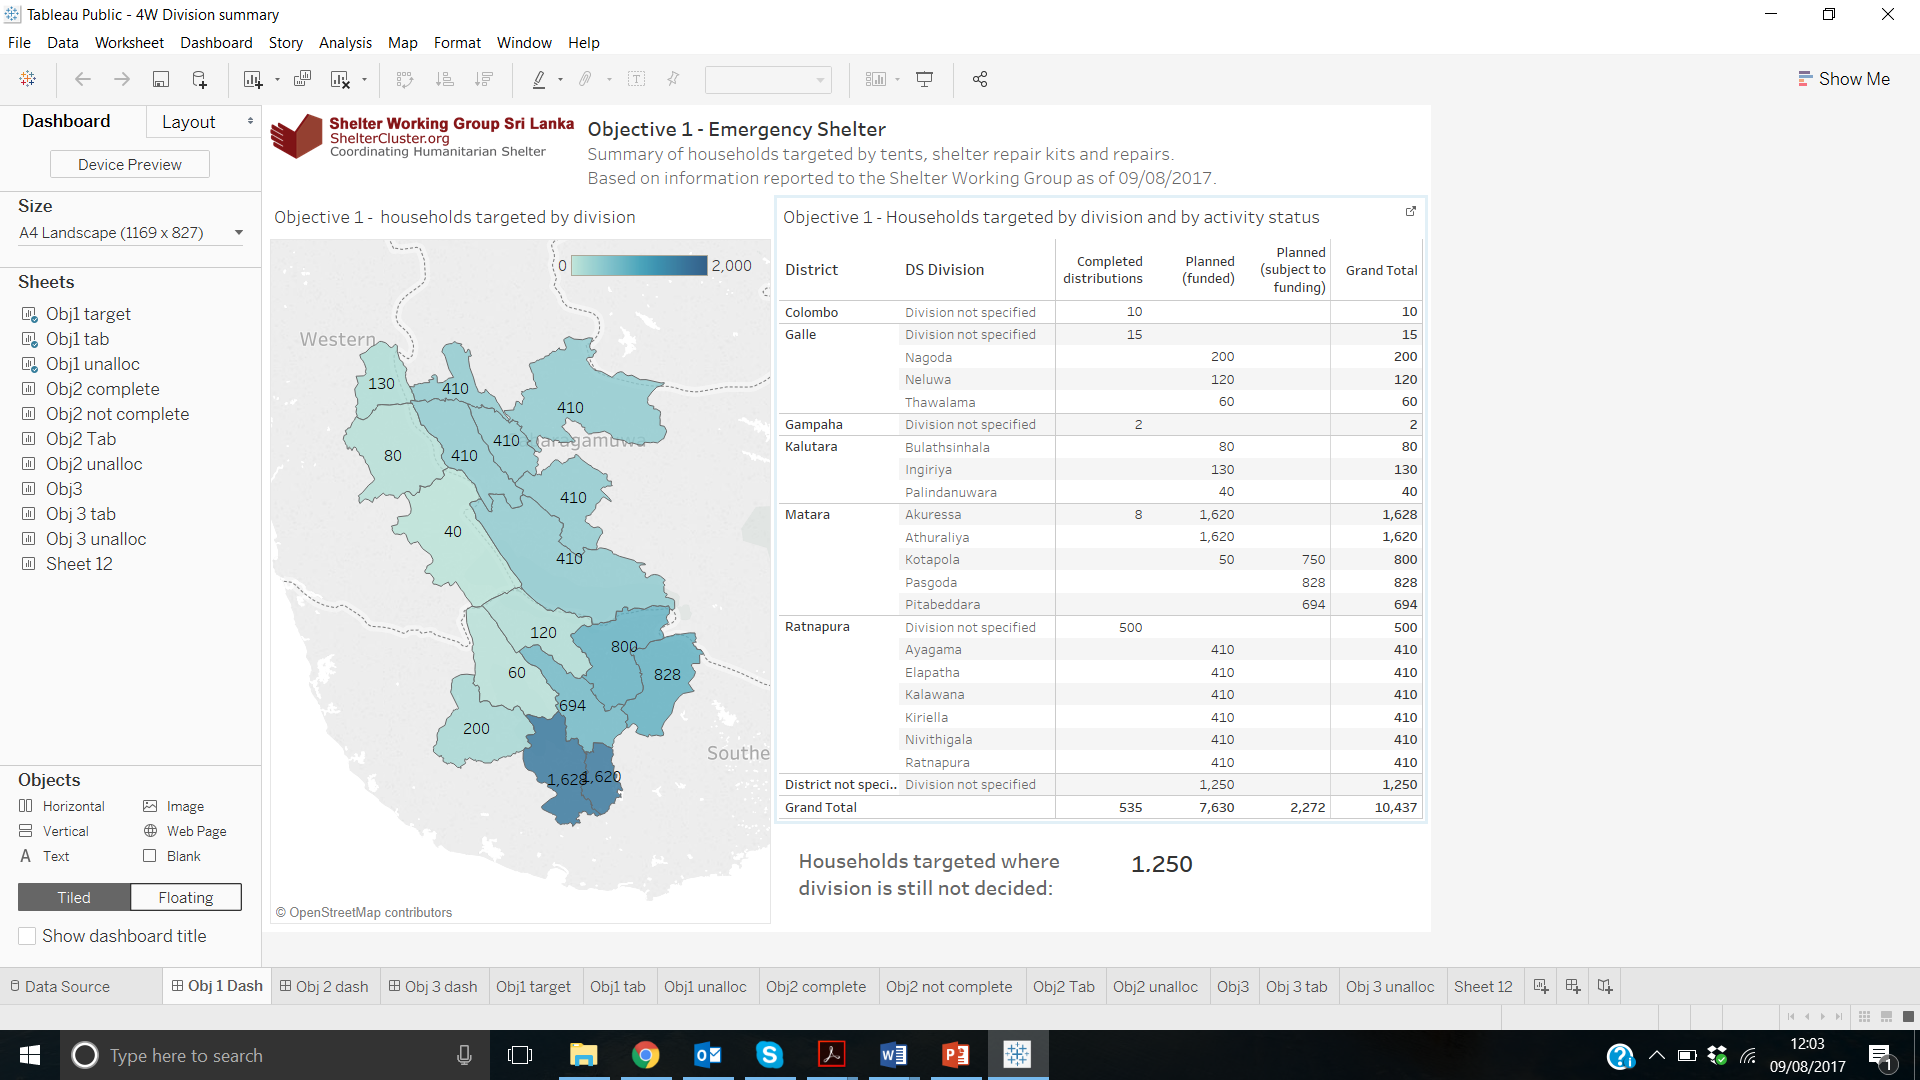 Tableau Public - 4W Division summary
File Data Worksheet Dashboard Story Analysis Map Format Window Help
Show Me
Dashboard Layout
Device Preview
Size
A4 Landscape (1169 x 827)
Sheets
Obj1 target
Obj1 tab
Obj1 unalloc
Obj2 complete
Obj2 not complete
Obj2 Tab
Obj2 unalloc
Obj3
Obj 3 tab
Obj 3 unalloc
Sheet 12
Objects
Horizontal Image
Vertical Web Page
A Text Blank
Tiled Floating
Show dashboard title
Shelter Working Group Sri Lanka
ShelterCluster.org
Coordinating Humanitarian Shelter
Objective 1 - Emergency Shelter
Summary of households targeted by tents, shelter repair kits and repairs.
Based on information reported to the Shelter Working Group as of 09/08/2017.
Objective 1 - households targeted by division
0 2,000
Western
130
410
410
410
80
410
410
40
410
120
800
60
828
694
200
Southe
1,628
1,620
© OpenStreetMap contributors
Objective 1 - Households targeted by division and by activity status
District DS Division Completed distributions Planned (funded) Planned (subject to funding) Grand Total
Colombo Division not specified 10 10
Galle Division not specified 15 15
Nagoda 200 200
Neluwa 120 120
Thawalama 60 60
Gampaha Division not specified 2 2
Kalutara Bulathsinhala 80 80
Ingiriya 130 130
Palindanuwara 40 40
Matara Akuressa 8 1,620 1,628
Athuraliya 1,620 1,620
Kotapola 50 750 800
Pasgoda 828 828
Pitabeddara 694 694
Ratnapura Division not specified 500 500
Ayagama 410 410
Elapatha 410 410
Kalawana 410 410
Kiriella 410 410
Nivithigala 410 410
Ratnapura 410 410
District not speci.. Division not specified 1,250 1,250
Grand Total 535 7,630 2,272 10,437
Households targeted where
division is still not decided:
1,250
Data Source Obj 1 Dash Obj 2 dash Obj 3 dash Obj1 target Obj1 tab Obj1 unalloc Obj2 complete Obj2 not complete Obj2 Tab Obj2 unalloc Obj3 Obj 3 tab Obj 3 unalloc Sheet 12
Type here to search
12:03
09/08/2017
1